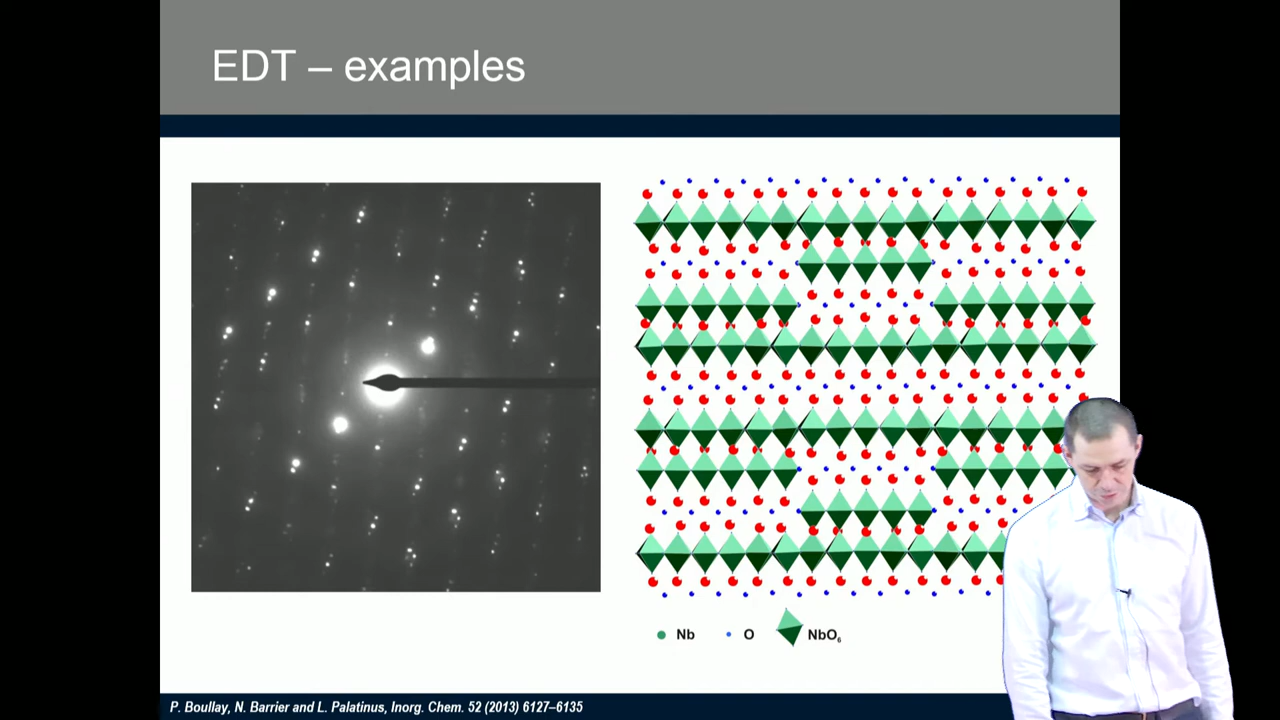 EDT – examples
Nb O NbO₆
P. Boullay, N. Barrier and L. Palatinus, Inorg. Chem. 52 (2013) 6127–6135